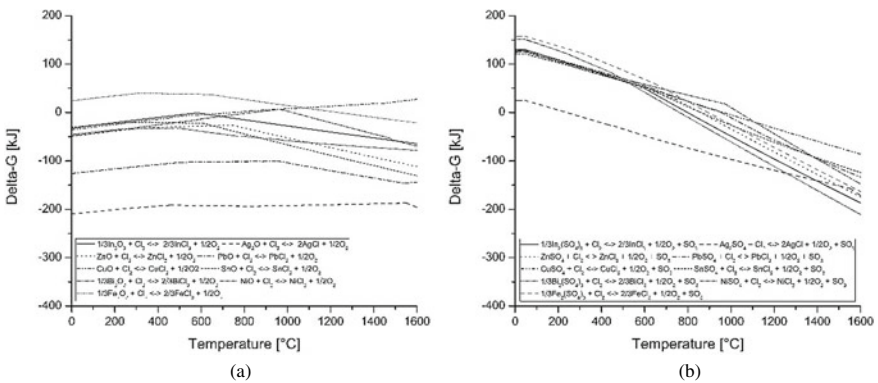 200
100
0
-100
-200
-300
-400
Delta-G [kJ]
1/3In₂O₃ + Cl₂ <-> 2/3InCl₃ + 1/2O₂
Ag₂O + Cl₂ <-> 2AgCl + 1/2O₂
ZnO + Cl₂ <-> ZnCl₂ + 1/2O₂
PbO + Cl₂ <-> PbCl₂ + 1/2O₂
CuO + Cl₂ <-> CuCl₂ + 1/2O2
SnO + Cl₂ <-> SnCl₂ + 1/2O₂
1/3Bi₂O₃ + Cl₂ <-> 2/3BiCl₃ + 1/2O₂
NiO + Cl₂ <-> NiCl₂ + 1/2O₂
1/3Fe₂O₃ + Cl₂ <-> 2/3FeCl₃ + 1/2O₂
0 200 400 600 800 1000 1200 1400 1600
Temperature [°C]
(a)
200
100
0
-100
-200
-300
-400
Delta-G [kJ]
1/3In₂(SO₄)₃ + Cl₂ <-> 2/3InCl₃ + 1/2O₂ + SO₃
Ag₂SO₄ + Cl₂ <-> 2AgCl + 1/2O₂ + SO₃
ZnSO₄ + Cl₂ <-> ZnCl₂ + 1/2O₂ + SO₃
PbSO₄ + Cl₂ <-> PbCl₂ + 1/2O₂ + SO₃
CuSO₄ + Cl₂ <-> CuCl₂ + 1/2O₂ + SO₃
SnSO₄ + Cl₂ <-> SnCl₂ + 1/2O₂ + SO₃
1/3Bi₂(SO₄)₃ + Cl₂ <-> 2/3BiCl₃ + 1/2O₂ + SO₃
NiSO₄ + Cl₂ <-> NiCl₂ + 1/2O₂ + SO₃
1/3Fe₂(SO₄)₃ + Cl₂ <-> 2/3FeCl₃ + 1/2O₂ + SO₃
0 200 400 600 800 1000 1200 1400 1600
Temperature [°C]
(b)